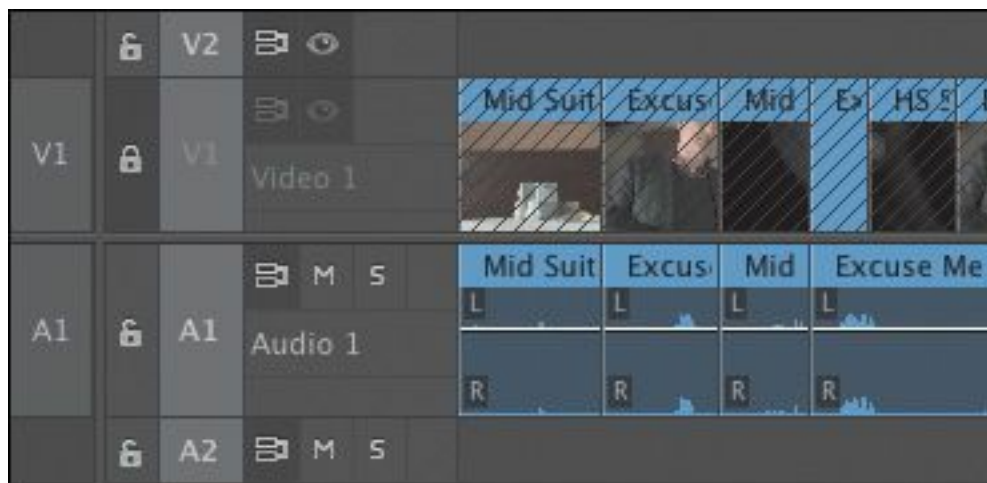 V2
Mid Suit Excus Mid Ex HS S
V1 V1 Video 1
Mid Suit Excus Mid Excuse Me
M S L L L L
A1 A1 Audio 1
R R R R
A2 M S